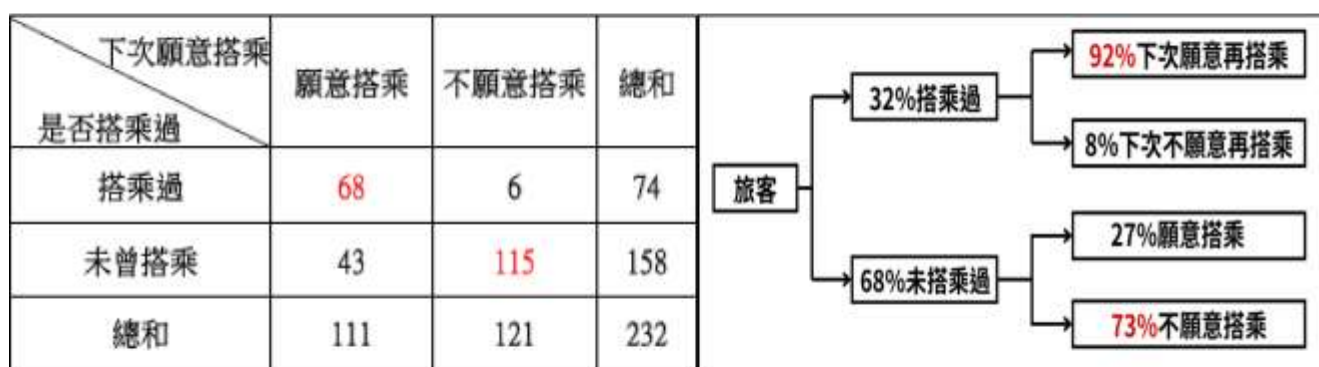 下次願意搭乘
是否搭乘過
願意搭乘 不願意搭乘 總和
搭乘過 68 6 74
未曾搭乘 43 115 158
總和 111 121 232
旅客
32%搭乘過
92%下次願意再搭乘
8%下次不願意再搭乘
68%未搭乘過
27%願意搭乘
73%不願意搭乘